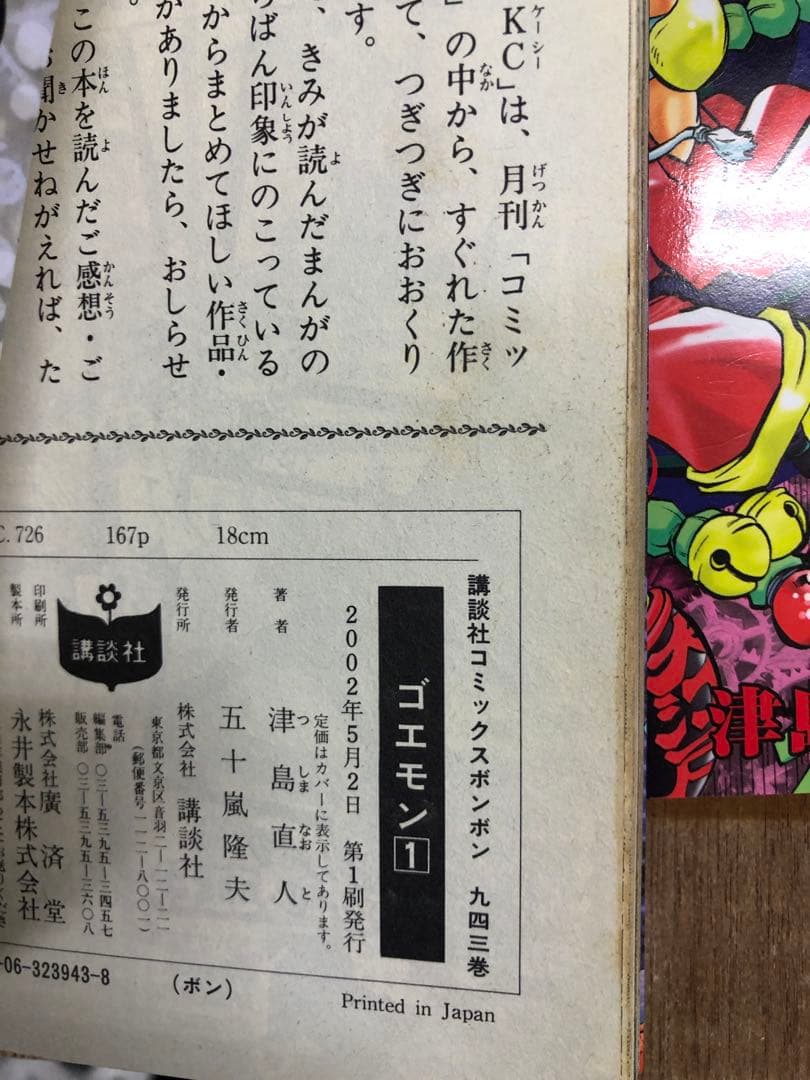 KC」は、月刊「コミッ
」の中から、すぐれた作
て、つぎつぎにおおくり
す。
、きみが読んだまんがの
らばん印象にのこっている
からまとめてほしい作品・
がありましたら、おしらせ
この本を読んだご感想・ご
聞かせねがえれば、た
C.726 167p 18cm
講談社コミックスボンボン 九四三巻
ゴエモン1
2002年5月2日 第1刷発行
定価はカバーに表示してあります。
著者 津島直人
発行者 五十嵐隆夫
発行所 株式会社 講談社
東京都文京区音羽二-一二-二一
(郵便番号一一二-八〇〇一)
電話
編集部 〇三-五三九五-三四五七
販売部 〇三-五三九五-三六〇八
講談社
印刷所 株式会社廣済堂
製本所 永井製本株式会社
-06-323943-8 (ボン)
Printed in Japan
津